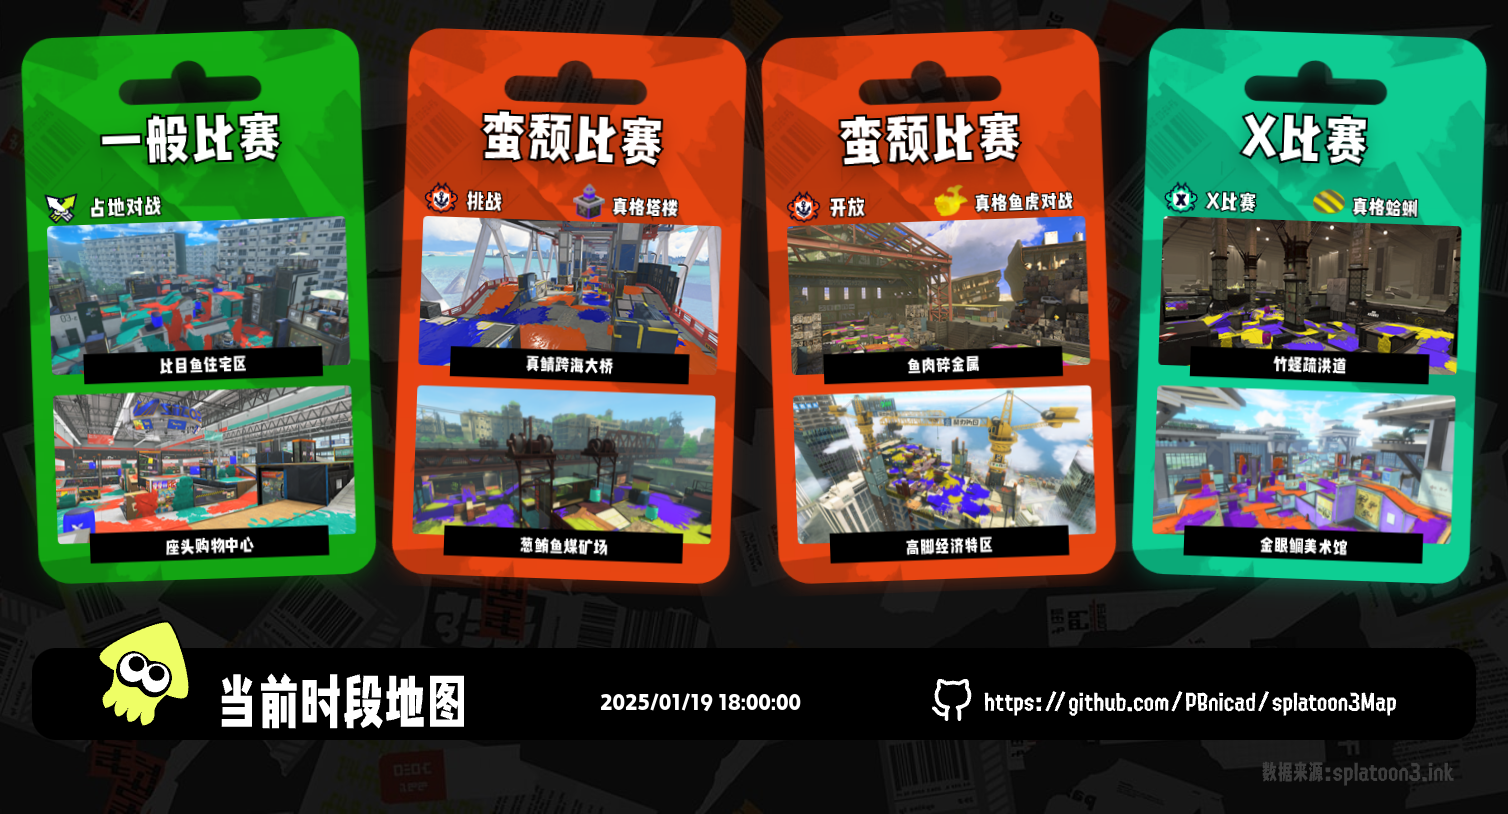 一般比赛
占地对战
比目鱼住宅区
座头购物中心
蛮颓比赛
挑战
真格塔楼
真鲭跨海大桥
葱鲔鱼煤矿场
蛮颓比赛
开放
真格鱼虎对战
鱼肉碎金属
高脚经济特区
X比赛
X比赛
真格蛤蜊
竹蛏疏洪道
金眼鲷美术馆
当前时段地图
2025/01/19 18:00:00
https://github.com/PBnicad/splatoon3Map
数据来源:splatoon3.ink